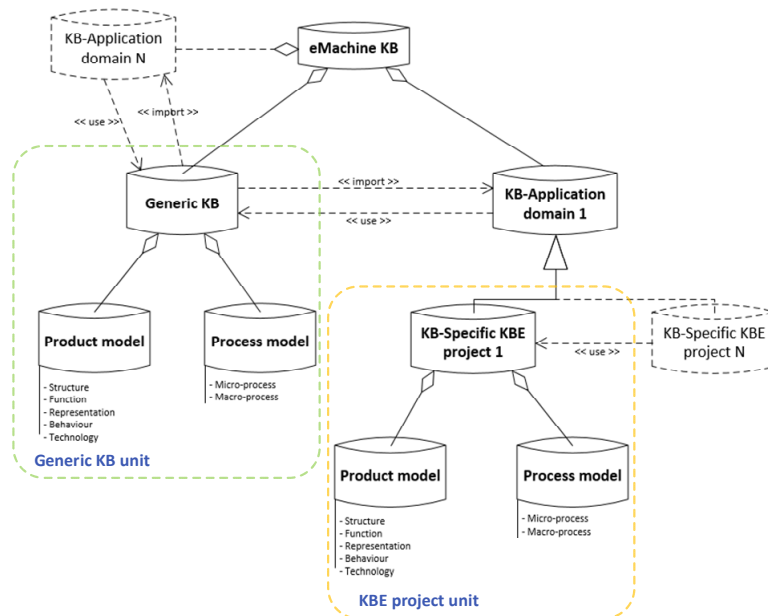 KB-Application
domain N
eMachine KB
<< use >>
<< import >>
Generic KB
<< import >>
<< use >>
KB-Application
domain 1
Product model
- Structure
- Function
- Representation
- Behaviour
- Technology
Process model
- Micro-process
- Macro-process
Generic KB unit
KB-Specific KBE
project 1
<< use >>
KB-Specific KBE
project N
Product model
- Structure
- Function
- Representation
- Behaviour
- Technology
Process model
- Micro-process
- Macro-process
KBE project unit